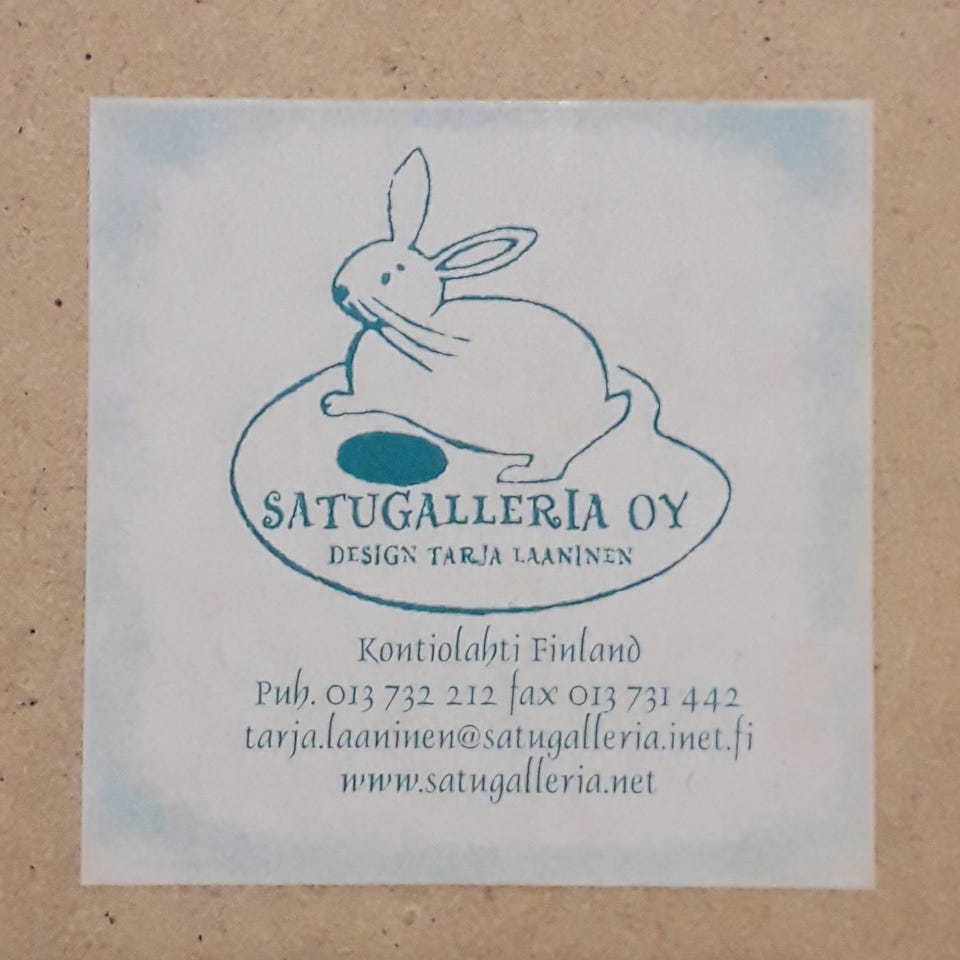 SATUGALLERIA OY
DESIGN TARJA LAANINEN
Kontiolahti Finland
Puh. 013 732 212 fax 013 731 442
tarja.laaninen@satugalleria.inet.fi
www.satugalleria.net